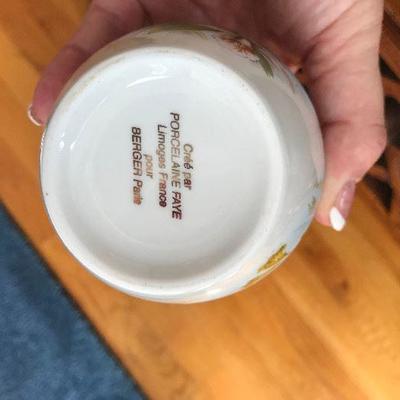 Créé par
PORCELAINE FAYE
Limoges France
pour
BERGER Paris